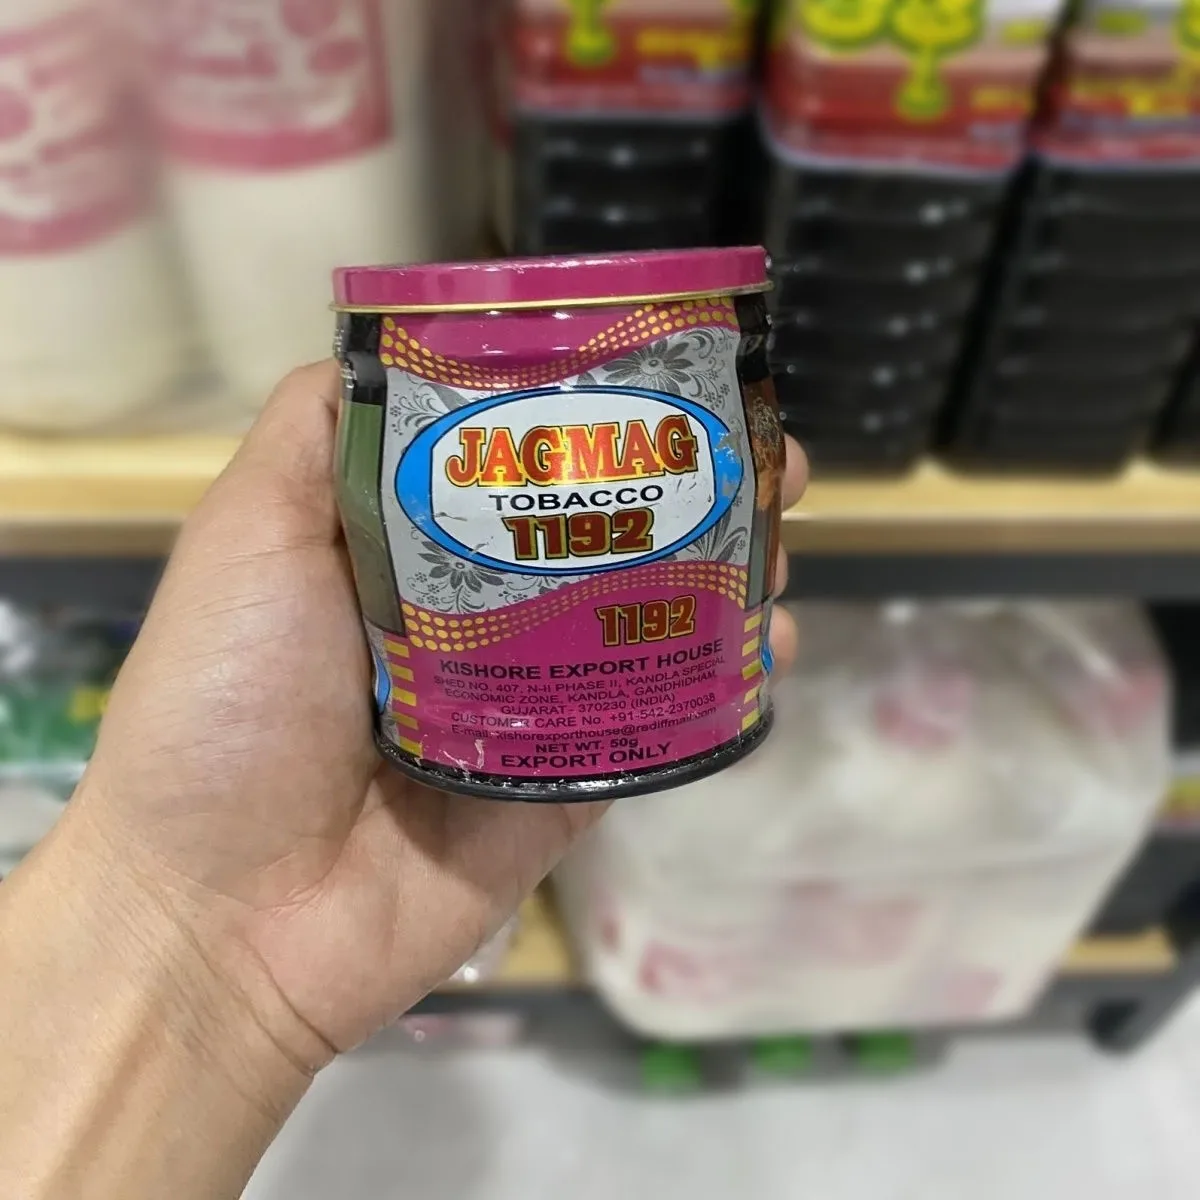 JAGMAG
TOBACCO
1192
1192
KISHORE EXPORT HOUSE
SHED NO. 407, N-II PHASE II, KANDLA SPECIAL
ECONOMIC ZONE, KANDLA, GANDHIDHAM,
GUJARAT - 370230 (INDIA)
CUSTOMER CARE No. +91-542-2370038
E-mail: kishorexporthouse@rediffmail.com
NET WT. 50g
EXPORT ONLY